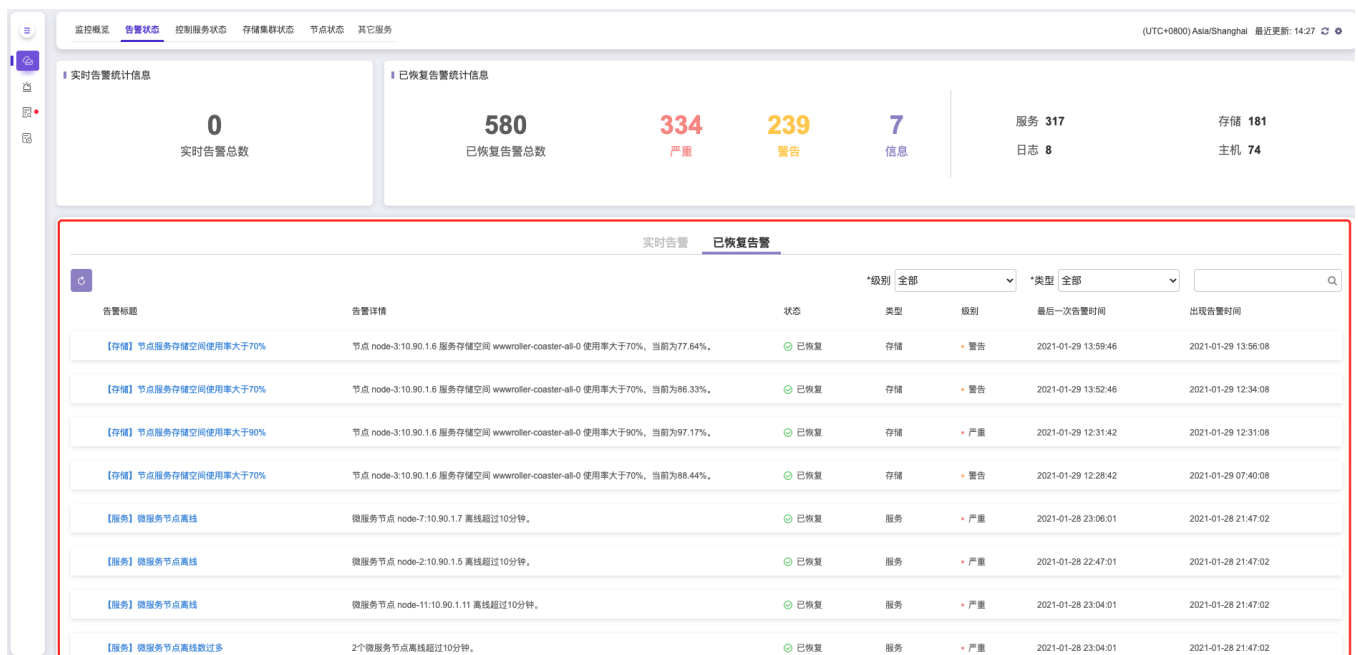 监控概览 告警状态 控制服务状态 存储集群状态 节点状态 其它服务 (UTC+0800) Asia/Shanghai 最近更新: 14:27
实时告警统计信息
0
实时告警总数
已恢复告警统计信息
580 334 239 7
已恢复告警总数 严重 警告 信息
服务 317 存储 181
日志 8 主机 74
实时告警 已恢复告警
*级别 全部 *类型 全部
告警标题 告警详情 状态 类型 级别 最后一次告警时间 出现告警时间
【存储】节点服务存储空间使用率大于70% 节点 node-3:10.90.1.6 服务存储空间 wwwroller-coaster-all-0 使用率大于70%，当前为77.64%。 已恢复 存储 警告 2021-01-29 13:59:46 2021-01-29 13:56:08
【存储】节点服务存储空间使用率大于70% 节点 node-3:10.90.1.6 服务存储空间 wwwroller-coaster-all-0 使用率大于70%，当前为86.33%。 已恢复 存储 警告 2021-01-29 13:52:46 2021-01-29 12:34:08
【存储】节点服务存储空间使用率大于90% 节点 node-3:10.90.1.6 服务存储空间 wwwroller-coaster-all-0 使用率大于90%，当前为97.17%。 已恢复 存储 严重 2021-01-29 12:31:42 2021-01-29 12:31:08
【存储】节点服务存储空间使用率大于70% 节点 node-3:10.90.1.6 服务存储空间 wwwroller-coaster-all-0 使用率大于70%，当前为88.44%。 已恢复 存储 警告 2021-01-29 12:28:42 2021-01-29 07:40:08
【服务】微服务节点离线 微服务节点 node-7:10.90.1.7 离线超过10分钟。 已恢复 服务 严重 2021-01-28 23:06:01 2021-01-28 21:47:02
【服务】微服务节点离线 微服务节点 node-2:10.90.1.5 离线超过10分钟。 已恢复 服务 严重 2021-01-28 22:47:01 2021-01-28 21:47:02
【服务】微服务节点离线 微服务节点 node-11:10.90.1.11 离线超过10分钟。 已恢复 服务 严重 2021-01-28 23:04:01 2021-01-28 21:47:02
【服务】微服务节点离线数过多 2个微服务节点离线超过10分钟。 已恢复 服务 严重 2021-01-28 23:04:01 2021-01-28 21:47:02